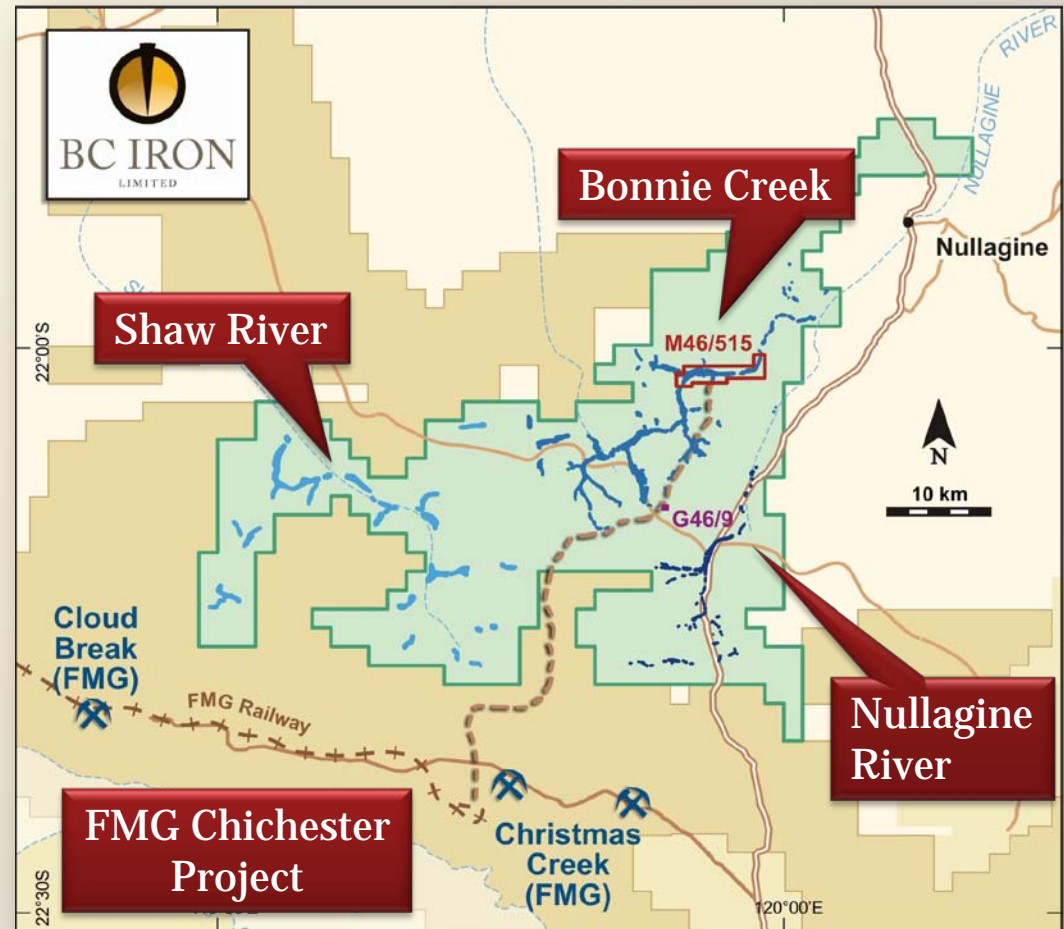 BC IRON
LIMITED
RIVER
NULLAGINE
Bonnie Creek
Nullagine
Shaw River
22°00'S
M46/515
N
10 km
G46/9
Cloud
Break
(FMG)
FMG Railway
Nullagine
River
FMG Chichester
Project
Christmas
Creek
(FMG)
22°30'S
120°00'E